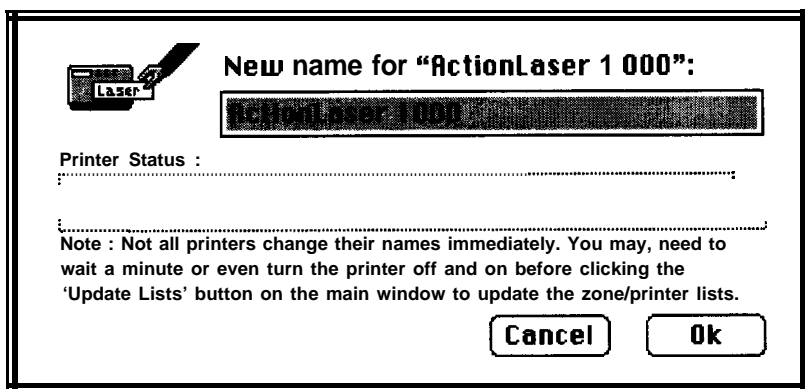 Laser
New name for “ActionLaser 1 000”:
ActionLaser 1000
Printer Status :
Note : Not all printers change their names immediately. You may, need to
wait a minute or even turn the printer off and on before clicking the
‘Update Lists’ button on the main window to update the zone/printer lists.
Cancel Ok